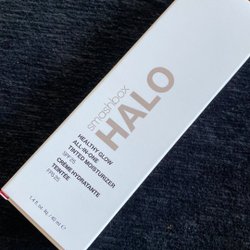 smashbox
HALO
HEALTHY GLOW
ALL-IN-ONE
TINTED MOISTURIZER
SPF 25
CRÈME HYDRATANTE
TEINTÉE
FPS 25
1.4 fl. oz. / 40 ml ℮